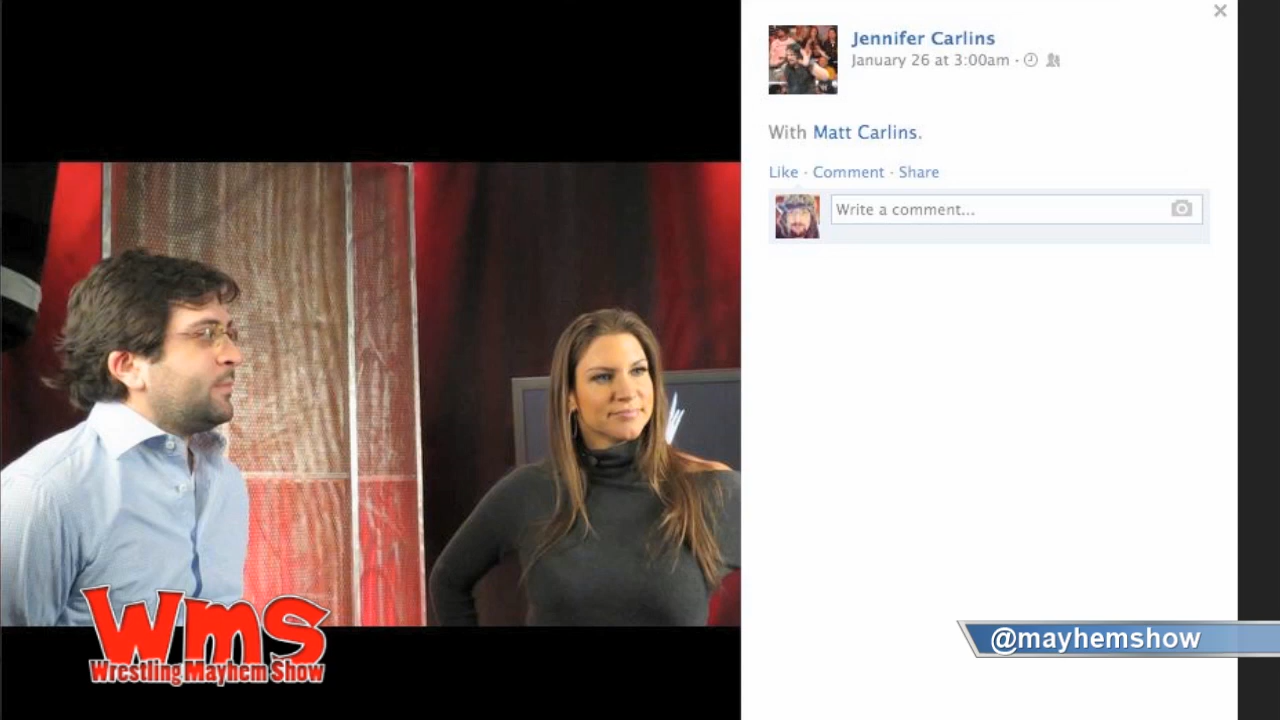 Jennifer Carlins
January 26 at 3:00am ·
With Matt Carlins.
Like · Comment · Share
Write a comment...
@mayhemshow
WmS
Wrestling Mayhem Show